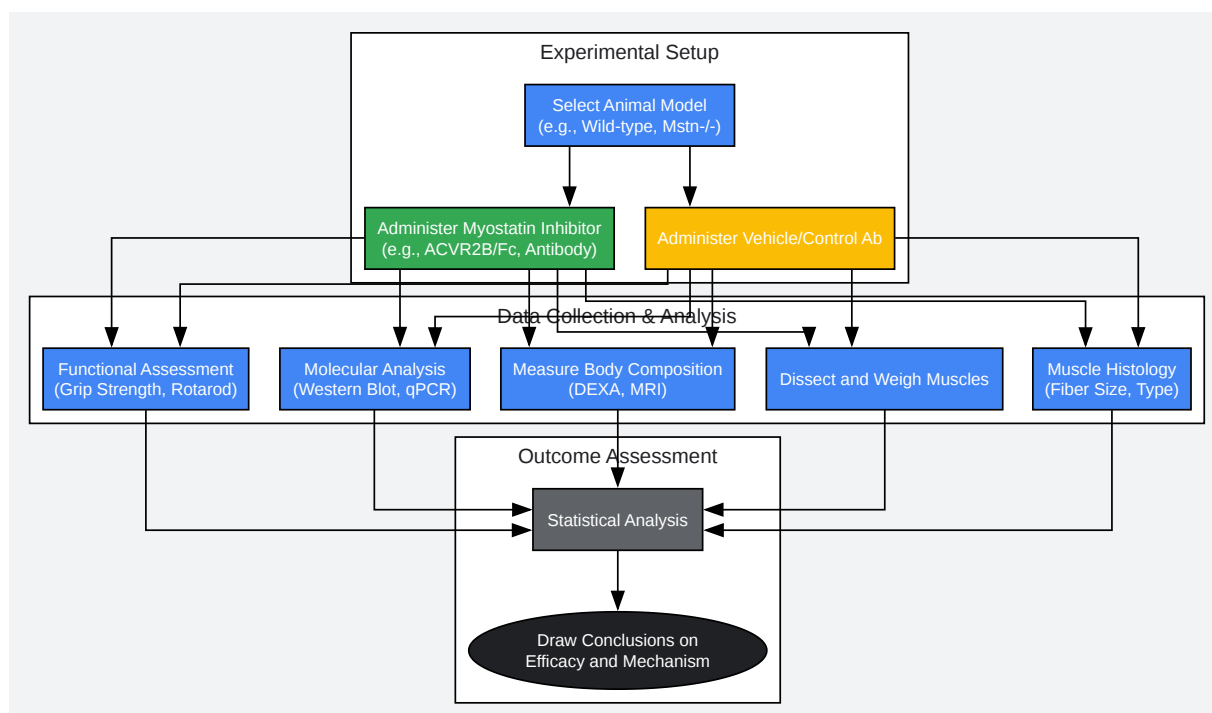 Experimental Setup
Select Animal Model
(e.g., Wild-type, Mstn-/-)
Administer Myostatin Inhibitor
(e.g., ACVR2B/Fc, Antibody)
Administer Vehicle/Control Ab
Data Collection & Analysis
Functional Assessment
(Grip Strength, Rotarod)
Molecular Analysis
(Western Blot, qPCR)
Measure Body Composition
(DEXA, MRI)
Dissect and Weigh Muscles
Muscle Histology
(Fiber Size, Type)
Outcome Assessment
Statistical Analysis
Draw Conclusions on
Efficacy and Mechanism